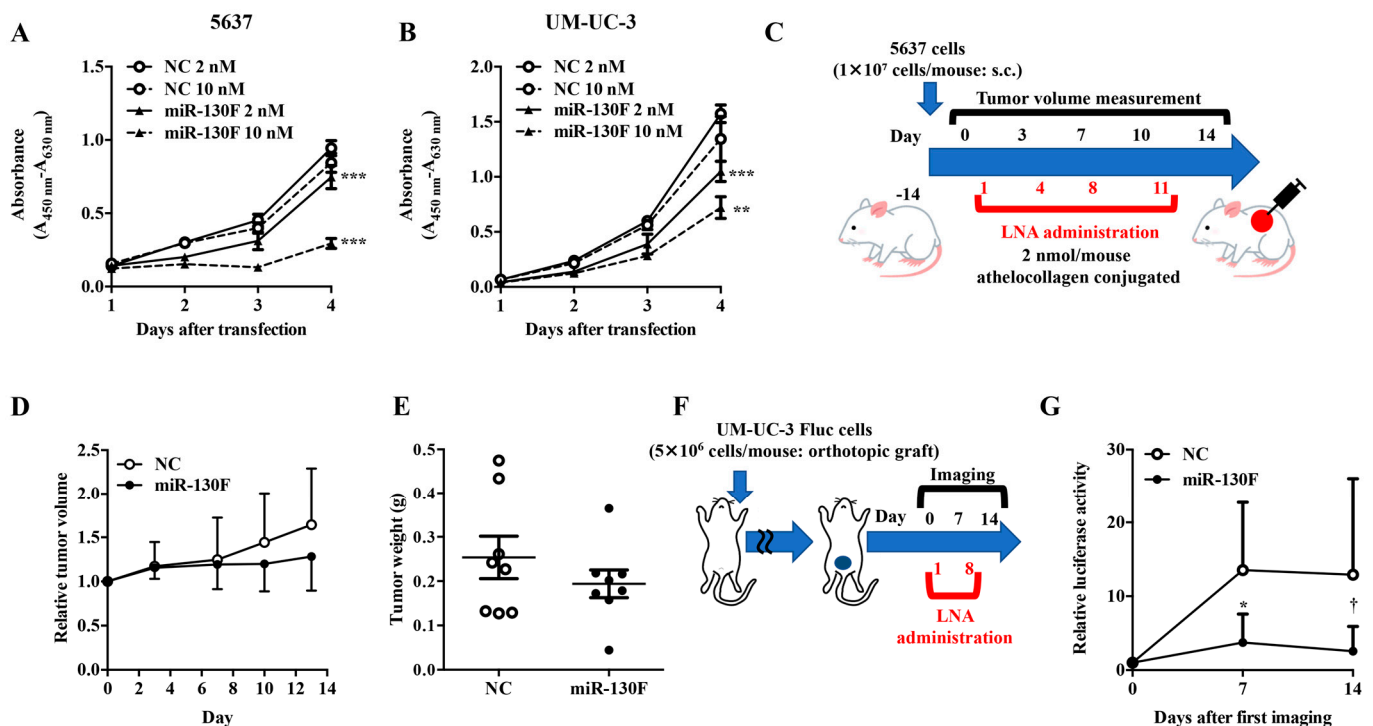 A
5637
1.5
1.0
0.5
0.0
Absorbance
(A450 nm-A630 nm)
NC 2 nM
NC 10 nM
miR-130F 2 nM
miR-130F 10 nM
***
***
1 2 3 4
Days after transfection
B
UM-UC-3
2.0
1.5
1.0
0.5
0.0
Absorbance
(A450 nm-A630 nm)
NC 2 nM
NC 10 nM
miR-130F 2 nM
miR-130F 10 nM
***
**
1 2 3 4
Days after transfection
C
5637 cells
(1×10⁷ cells/mouse: s.c.)
Tumor volume measurement
Day 0 3 7 10 14
-14
1 4 8 11
LNA administration
2 nmol/mouse
athelocollagen conjugated
D
2.5
2.0
1.5
1.0
0.5
0.0
Relative tumor volume
NC
miR-130F
0 2 4 6 8 10 12 14
Day
E
0.5
0.4
0.3
0.2
0.1
0.0
Tumor weight (g)
NC miR-130F
F
UM-UC-3 Fluc cells
(5×10⁶ cells/mouse: orthotopic graft)
Imaging
Day 0 7 14
1 8
LNA
administration
G
30
20
10
0
Relative luciferase activity
NC
miR-130F
*
†
0 7 14
Days after first imaging